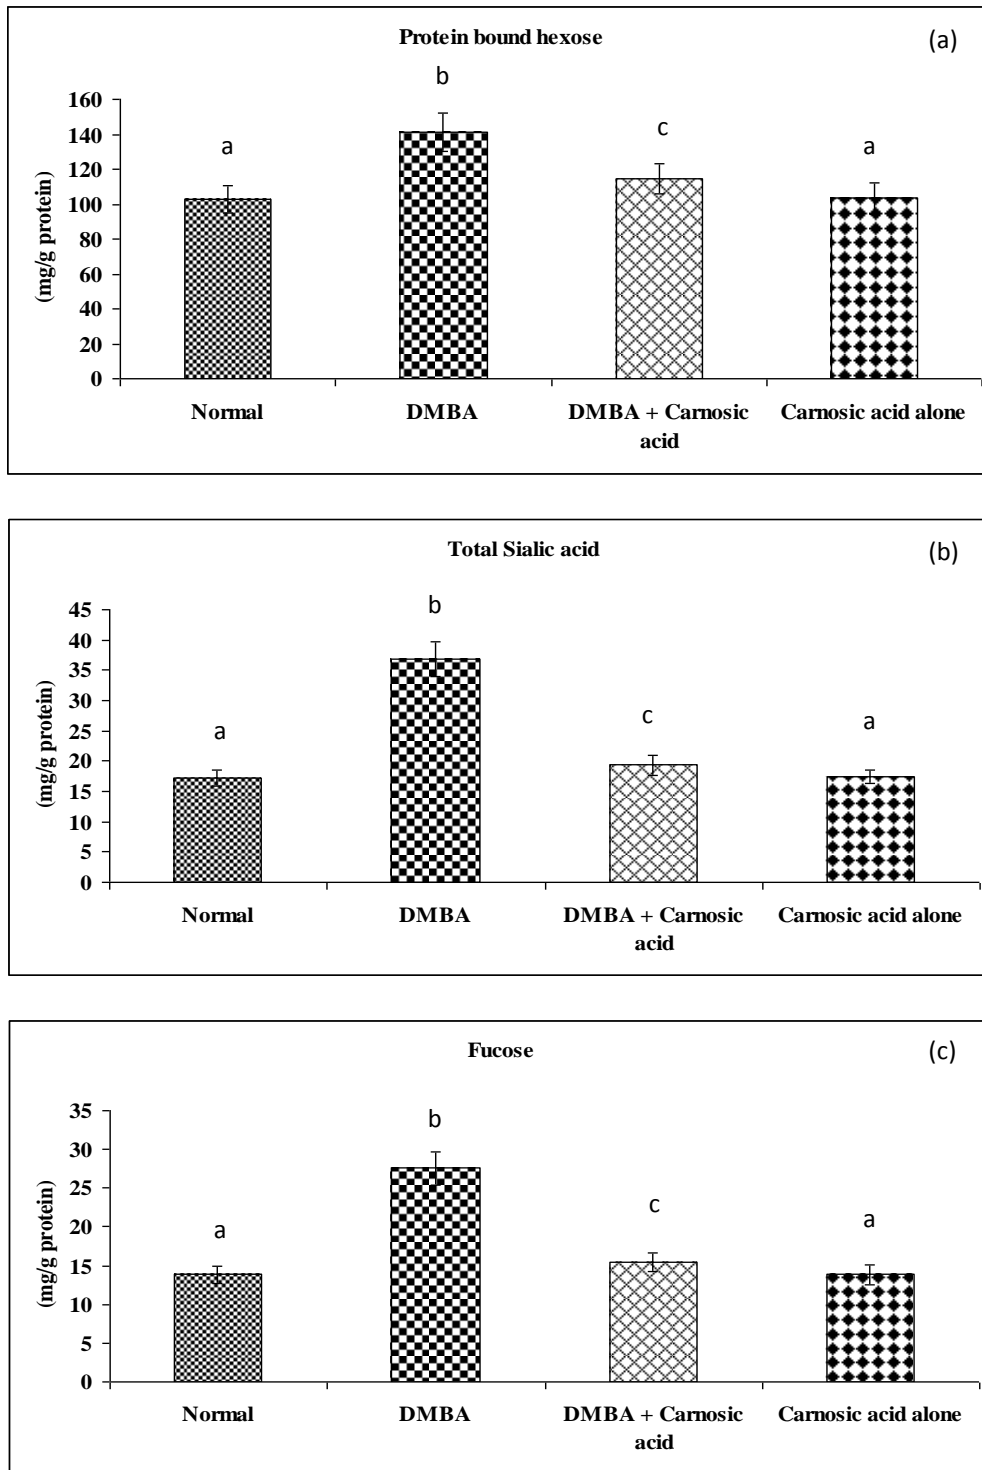 Protein bound hexose
(a)
(mg/g protein)
160
140
120
100
80
60
40
20
0
a
b
c
a
Normal
DMBA
DMBA + Carnosic
acid
Carnosic acid alone
Total Sialic acid
(b)
(mg/g protein)
45
40
35
30
25
20
15
10
5
0
a
b
c
a
Normal
DMBA
DMBA + Carnosic
acid
Carnosic acid alone
Fucose
(c)
(mg/g protein)
35
30
25
20
15
10
5
0
a
b
c
a
Normal
DMBA
DMBA + Carnosic
acid
Carnosic acid alone